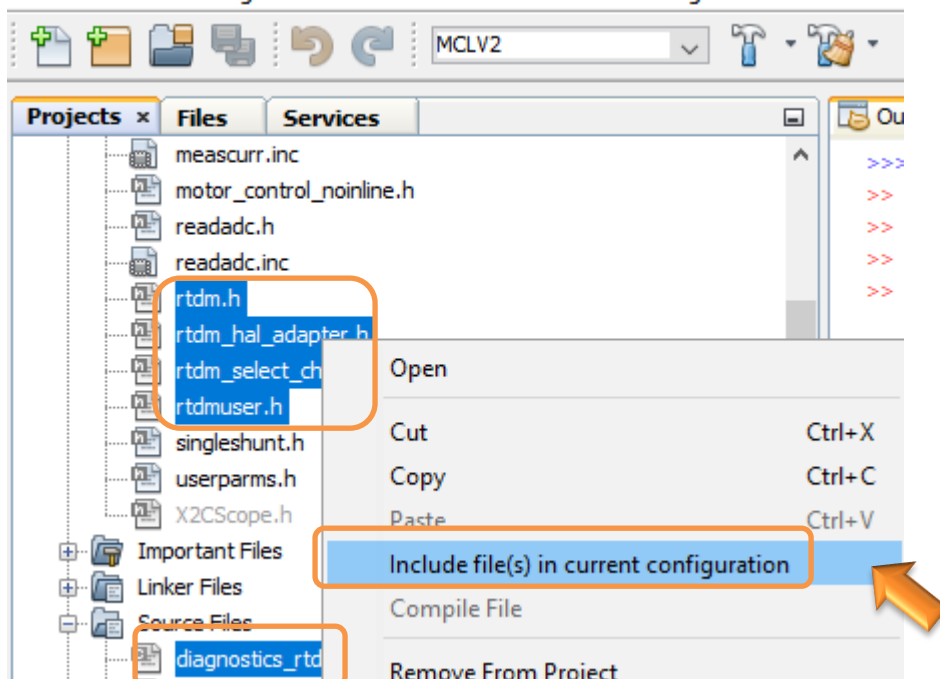 MCLV2
Projects × Files Services
Ou
meascurr.inc
>>>
motor_control_noinline.h
>>
readadc.h
>>
readadc.inc
>>
rtdm.h
>>
rtdm_hal_adapter.h
rtdm_select_ch
Open
rtdmuser.h
singleshunt.h
Cut Ctrl+X
userparms.h
Copy Ctrl+C
X2CScope.h
Paste Ctrl+V
Important Files
Include file(s) in current configuration
Linker Files
Compile File
Source Files
diagnostics_rtd
Remove From Project